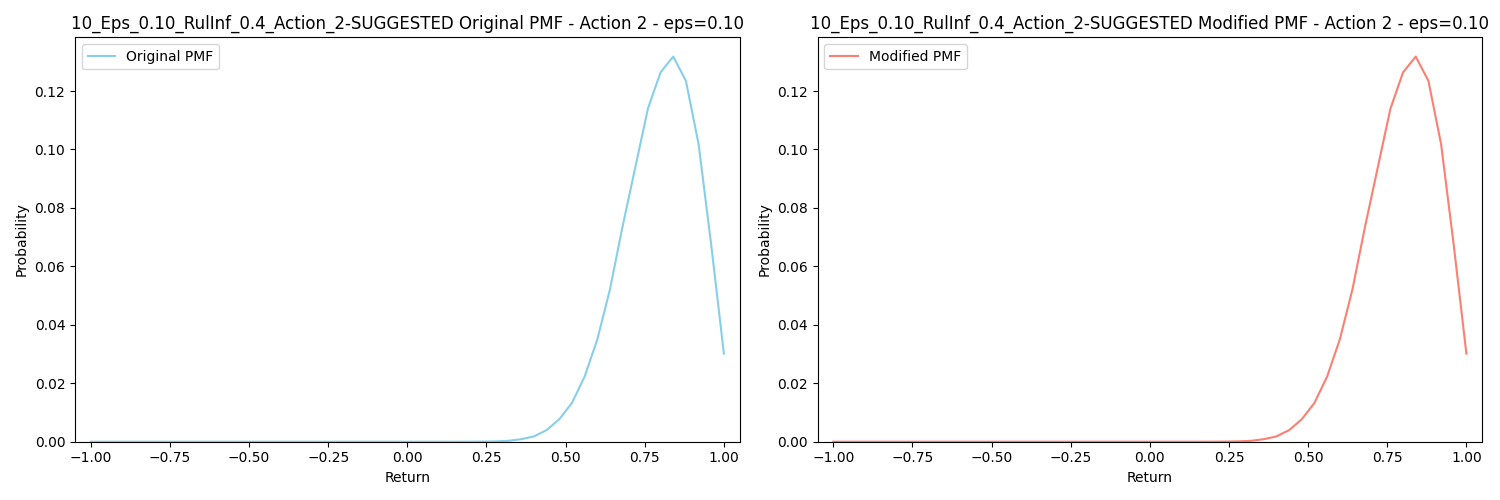 10_Eps_0.10_RulInf_0.4_Action_2-SUGGESTED Original PMF - Action 2 - eps=0.10
Original PMF
Probability
0.12
0.10
0.08
0.06
0.04
0.02
0.00
−1.00 −0.75 −0.50 −0.25 0.00 0.25 0.50 0.75 1.00
Return
10_Eps_0.10_RulInf_0.4_Action_2-SUGGESTED Modified PMF - Action 2 - eps=0.10
Modified PMF
Probability
0.12
0.10
0.08
0.06
0.04
0.02
0.00
−1.00 −0.75 −0.50 −0.25 0.00 0.25 0.50 0.75 1.00
Return